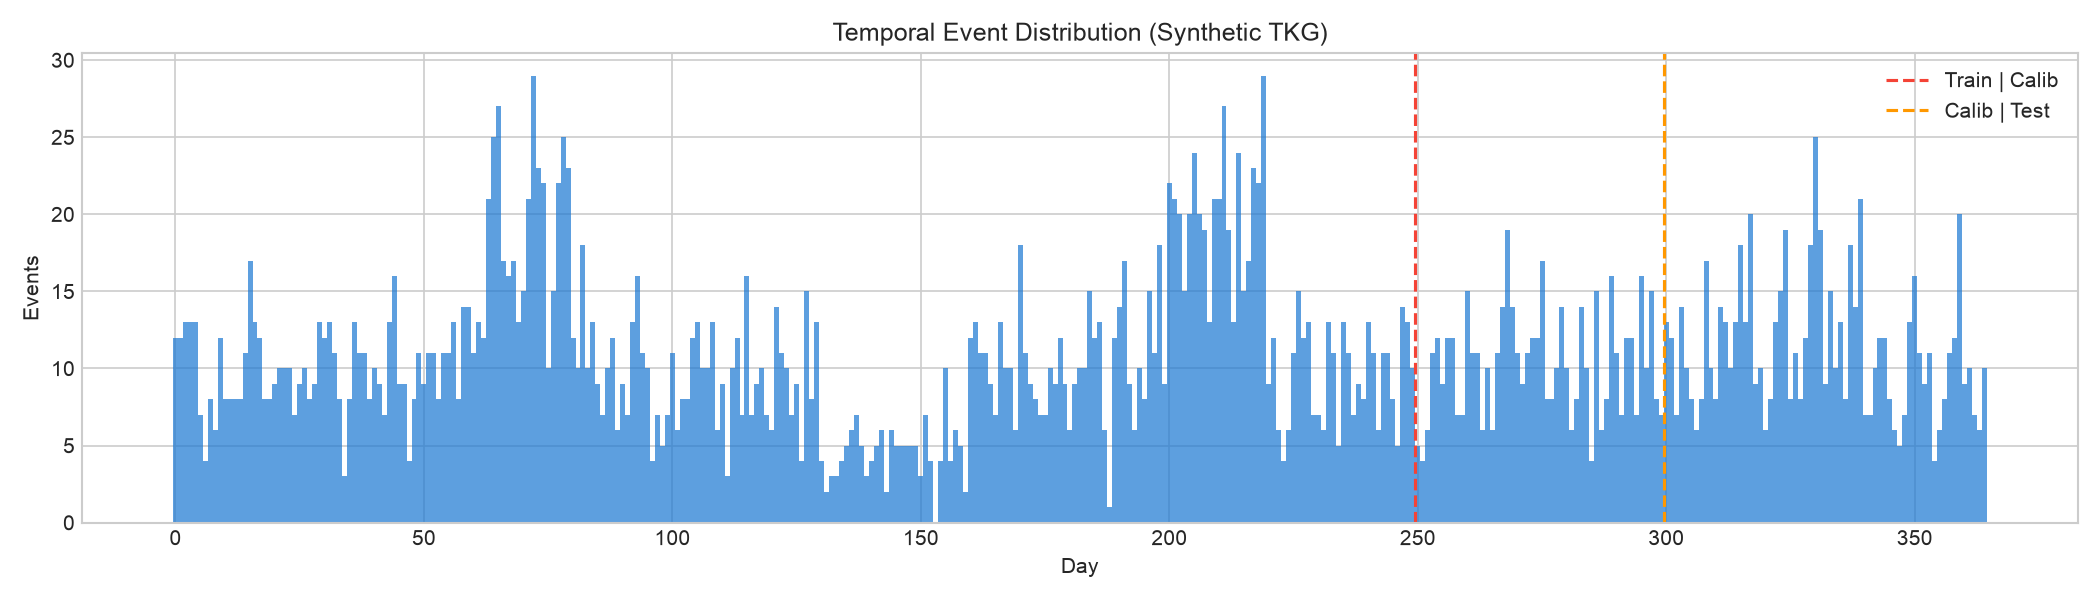 Temporal Event Distribution (Synthetic TKG)
Train | Calib
Calib | Test
Events
30
25
20
15
10
5
0
0 50 100 150 200 250 300 350
Day